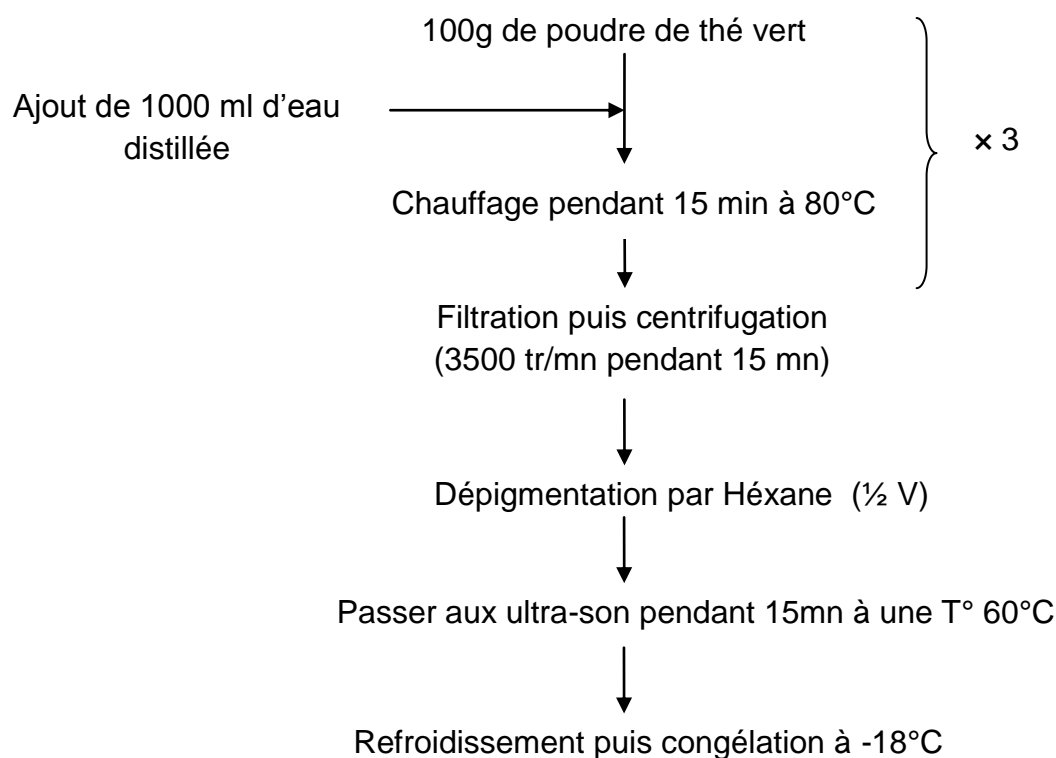 100g de poudre de thé vert
Ajout de 1000 ml d’eau
distillée
× 3
Chauffage pendant 15 min à 80°C
Filtration puis centrifugation
(3500 tr/mn pendant 15 mn)
Dépigmentation par Héxane (½ V)
Passer aux ultra-son pendant 15mn à une T° 60°C
Refroidissement puis congélation à -18°C